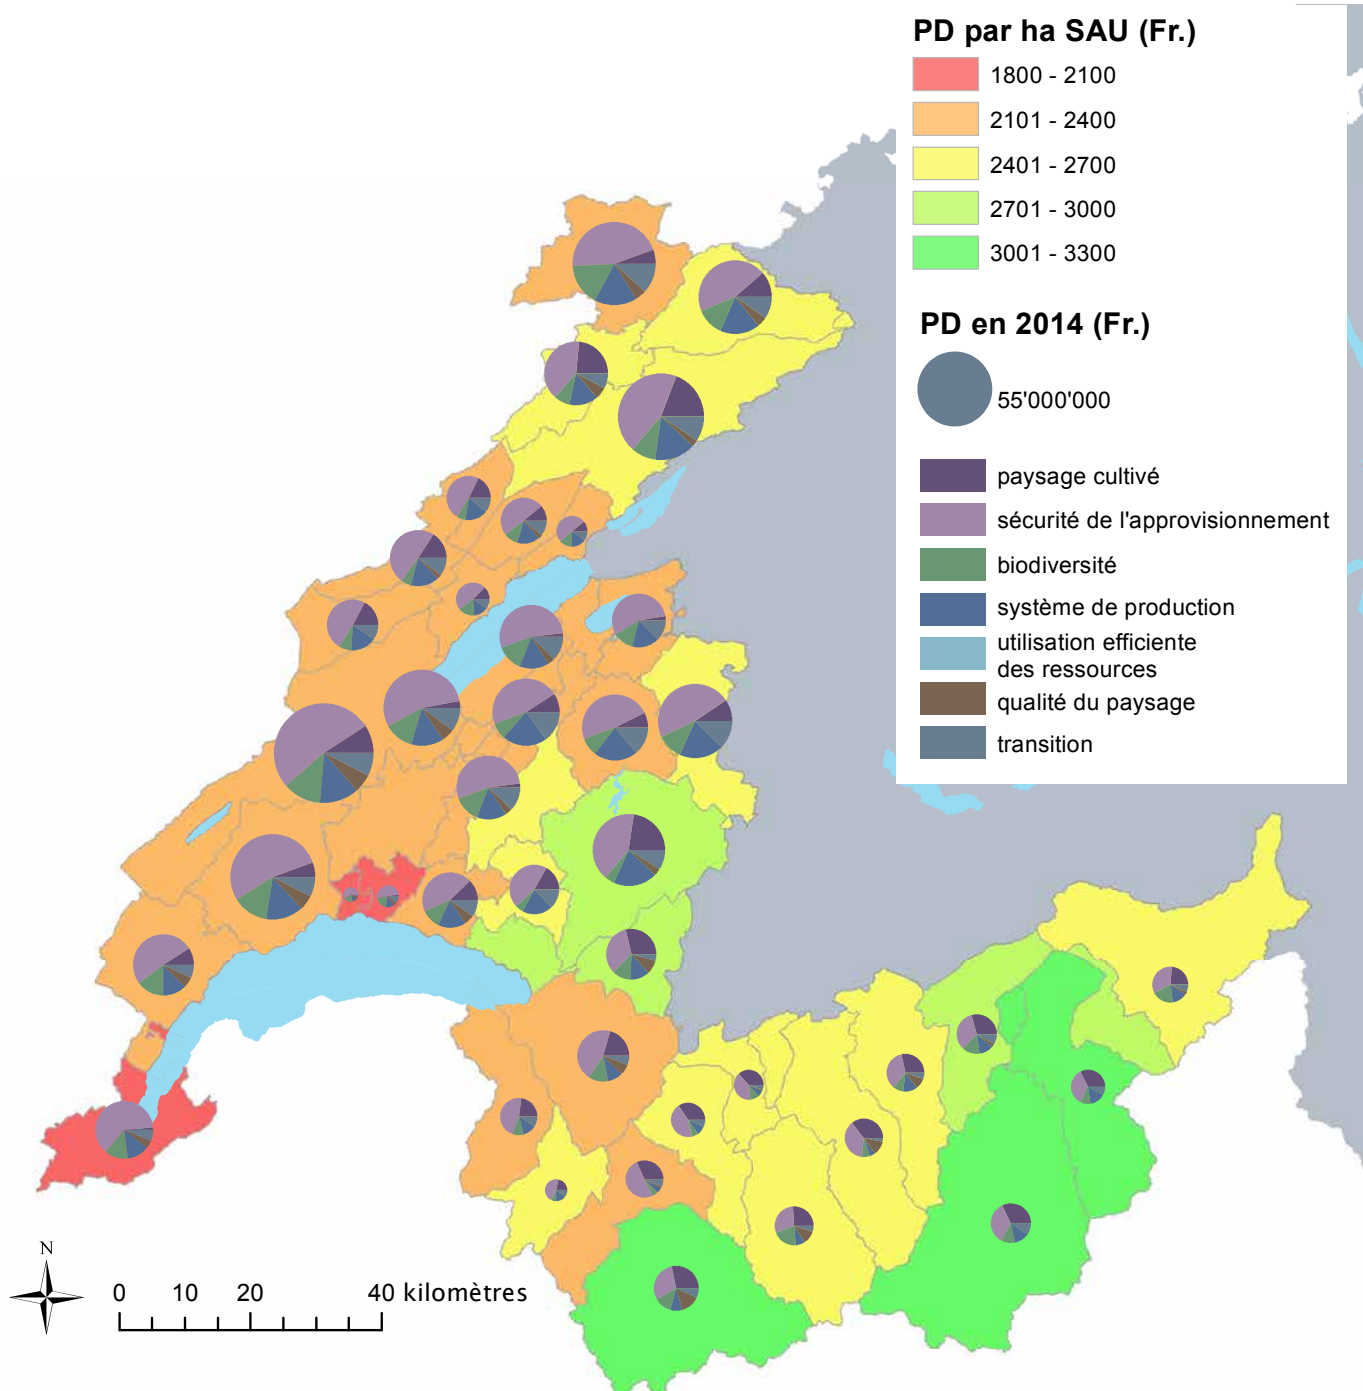 PD par ha SAU (Fr.)
1800 - 2100
2101 - 2400
2401 - 2700
2701 - 3000
3001 - 3300
PD en 2014 (Fr.)
55'000'000
paysage cultivé
sécurité de l'approvisionnement
biodiversité
système de production
utilisation efficiente
des ressources
qualité du paysage
transition
N
0 10 20 40 kilomètres